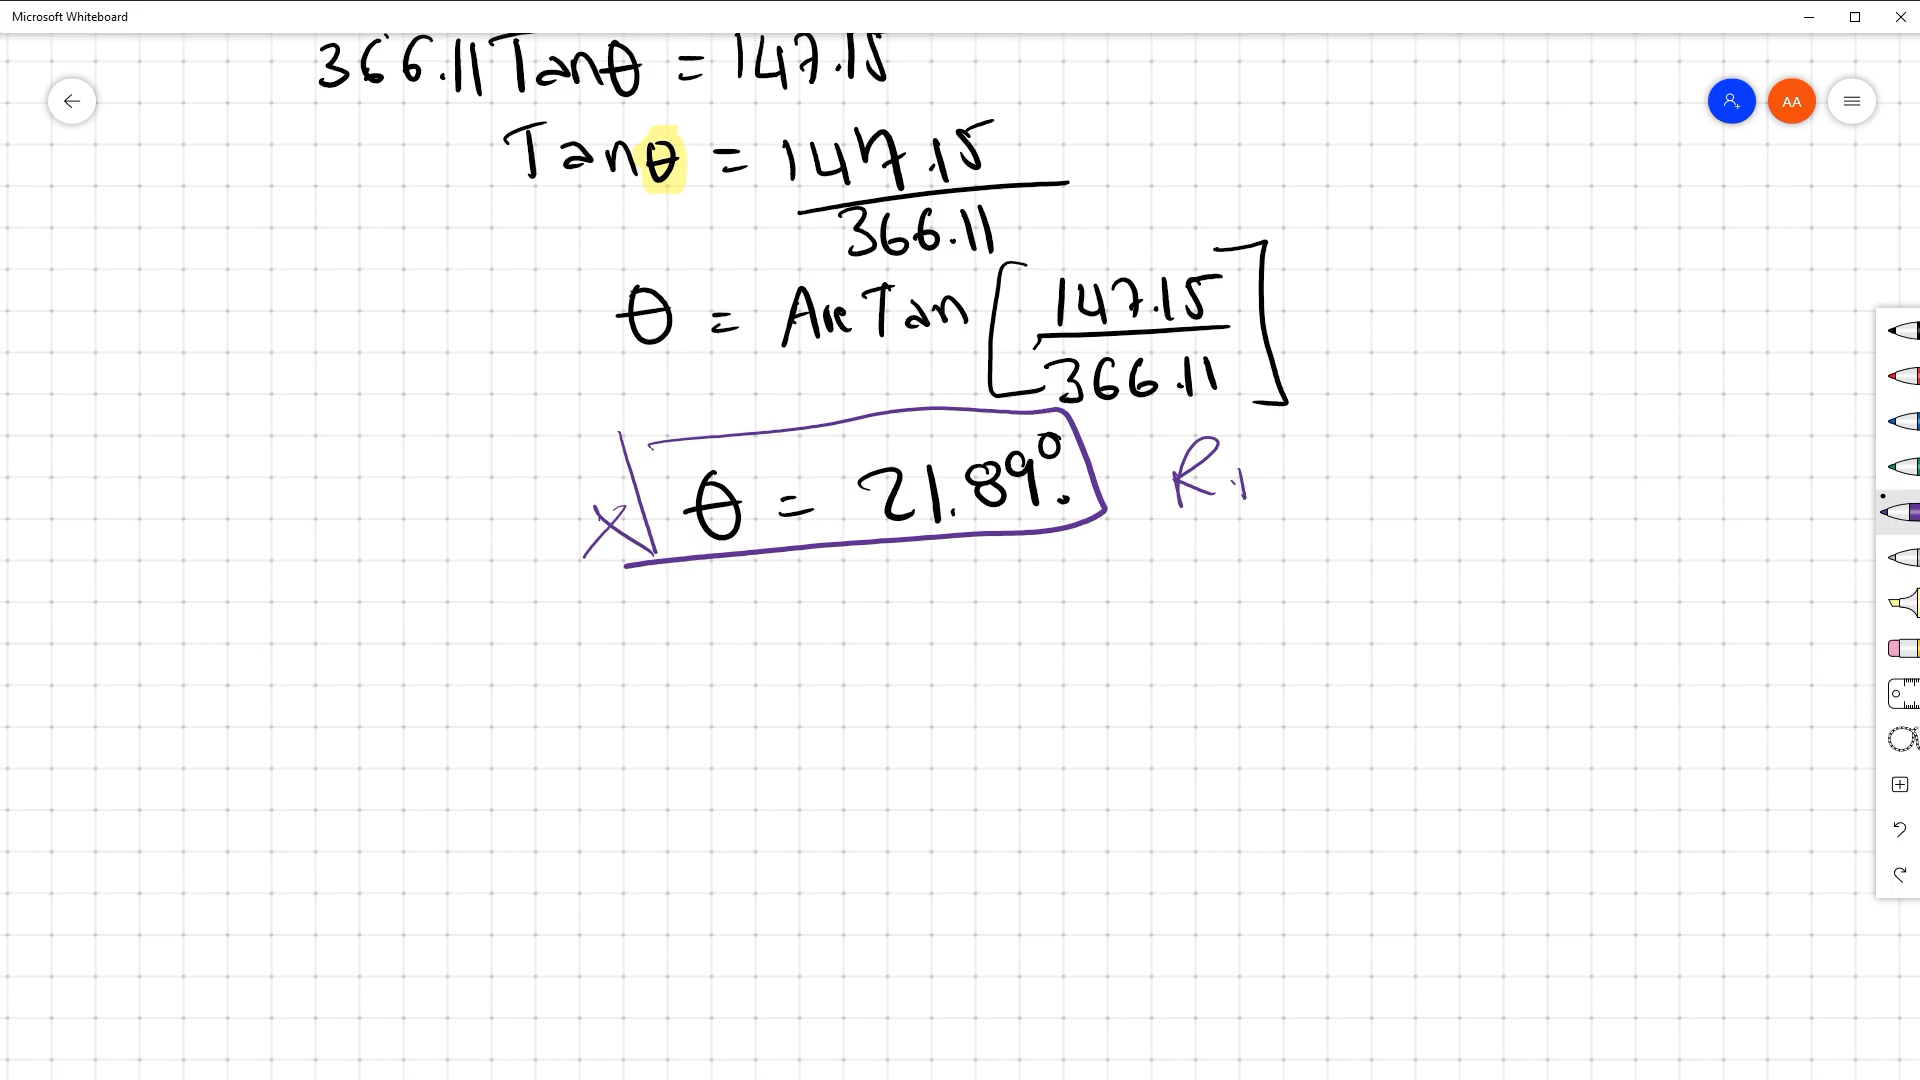 Microsoft Whiteboard
366.11 Tanθ = 147.15
AA
Tanθ = 147.15
366.11
θ = ArcTan [ 147.15
366.11 ]
θ = 21.89°.
R.